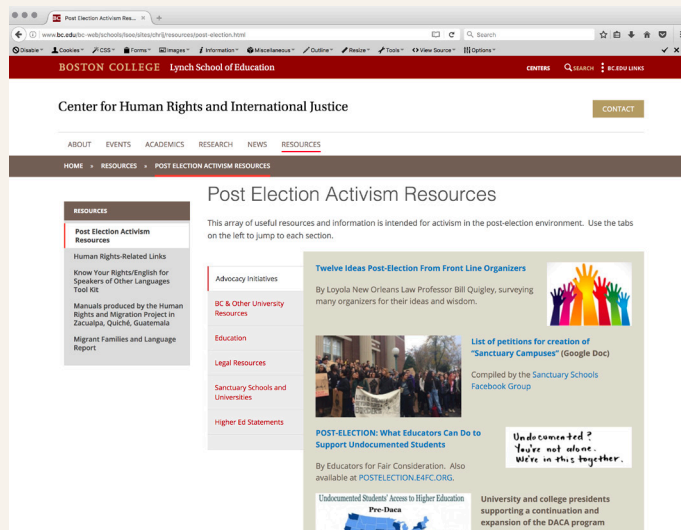 BC Post Election Activism Res... × +
www.bc.edu/bc-web/schools/lsoe/sites/chrij/resources/post-election.html
Search
Disable Cookies CSS Forms Images Information Miscellaneous Outline Resize Tools View Source Options
BOSTON COLLEGE Lynch School of Education
CENTERS SEARCH BC.EDU LINKS
Center for Human Rights and International Justice
CONTACT
ABOUT EVENTS ACADEMICS RESEARCH NEWS RESOURCES
HOME » RESOURCES » POST ELECTION ACTIVISM RESOURCES
RESOURCES
Post Election Activism
Resources
Human Rights-Related Links
Know Your Rights/English for
Speakers of Other Languages
Tool Kit
Manuals produced by the Human
Rights and Migration Project in
Zacualpa, Quiché, Guatemala
Migrant Families and Language
Report
Post Election Activism Resources
This array of useful resources and information is intended for activism in the post-election environment. Use the tabs
on the left to jump to each section.
Advocacy Initiatives
BC & Other University
Resources
Education
Legal Resources
Sanctuary Schools and
Universities
Higher Ed Statements
Twelve Ideas Post-Election From Front Line Organizers
By Loyola New Orleans Law Professor Bill Quigley, surveying
many organizers for their ideas and wisdom.
List of petitions for creation of
"Sanctuary Campuses" (Google Doc)
Compiled by the Sanctuary Schools
Facebook Group
POST-ELECTION: What Educators Can Do to
Support Undocumented Students
By Educators for Fair Consideration. Also
available at POSTELECTION.E4FC.ORG.
Undocumented?
You're not alone.
We're in this together.
Undocumented Students' Access to Higher Education
Pre-Daca
University and college presidents
supporting a continuation and
expansion of the DACA program